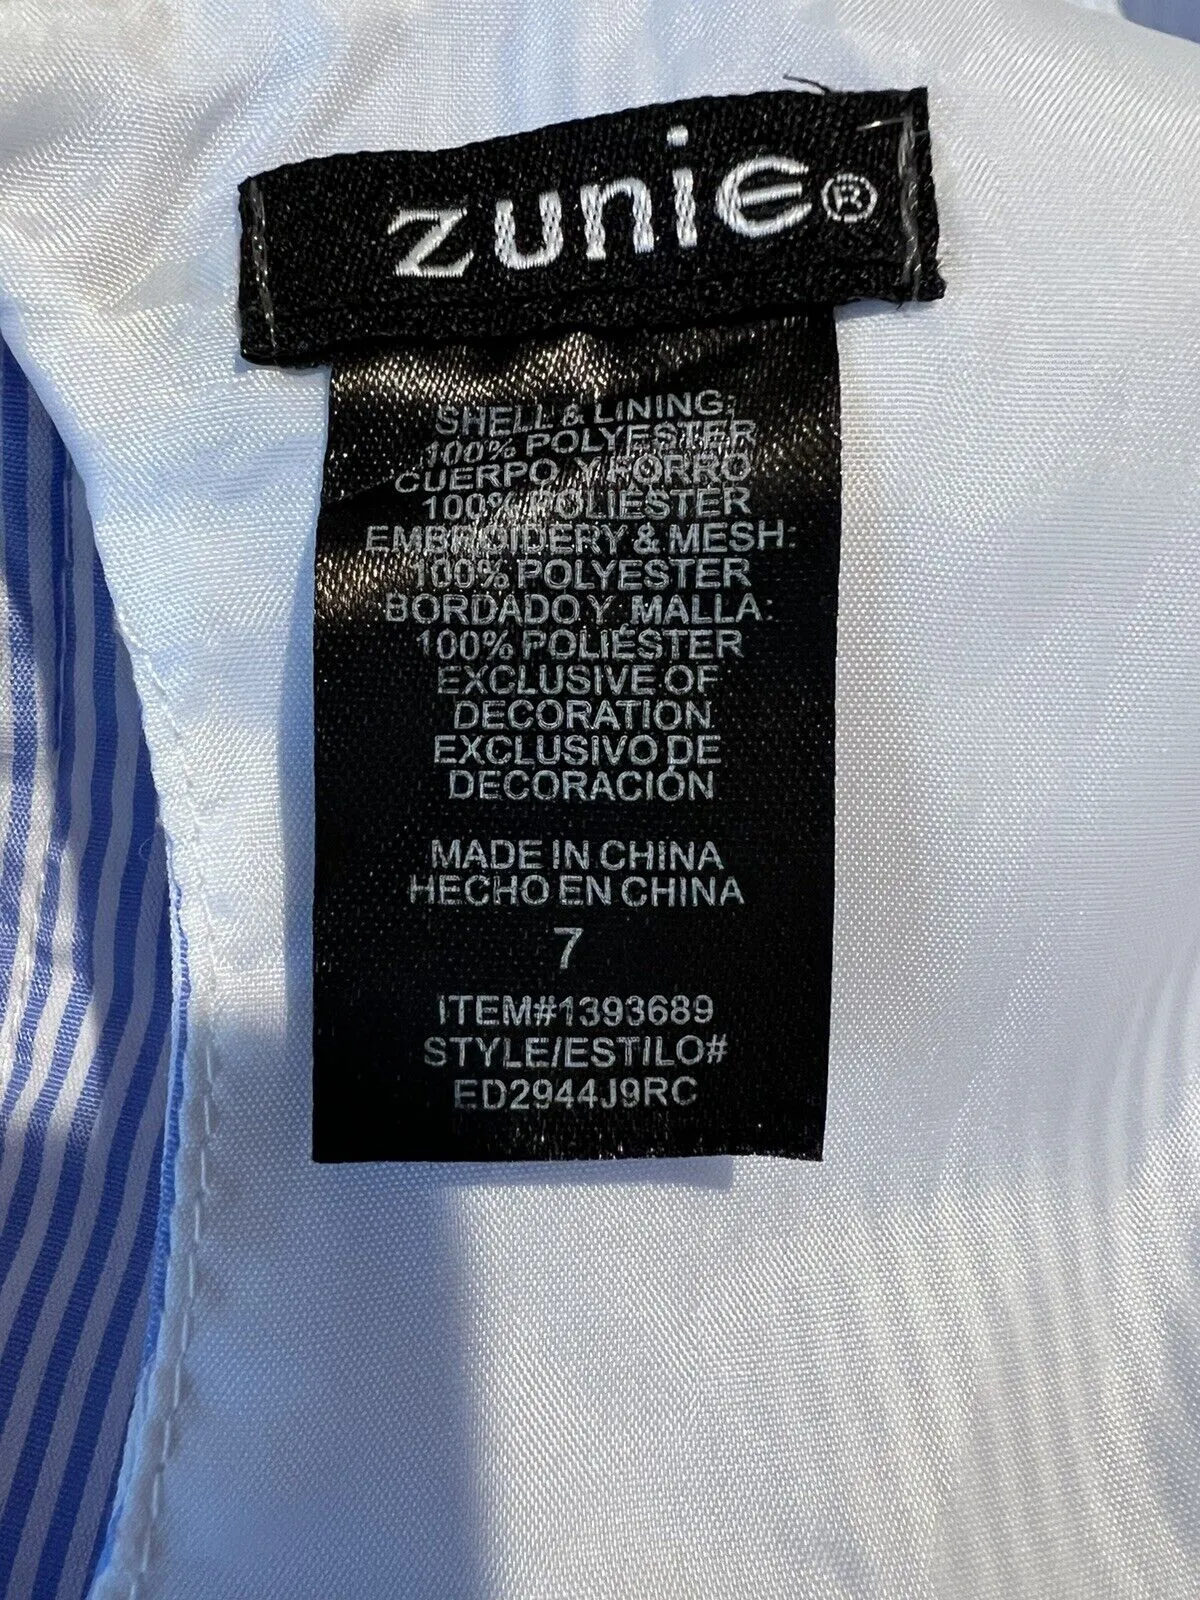 zunie®
SHELL & LINING:
100% POLYESTER
CUERPO Y FORRO
100% POLIÉSTER
EMBROIDERY & MESH:
100% POLYESTER
BORDADO Y MALLA:
100% POLIÉSTER
EXCLUSIVE OF
DECORATION
EXCLUSIVO DE
DECORACIÓN
MADE IN CHINA
HECHO EN CHINA
7
ITEM#1393689
STYLE/ESTILO#
ED2944J9RC